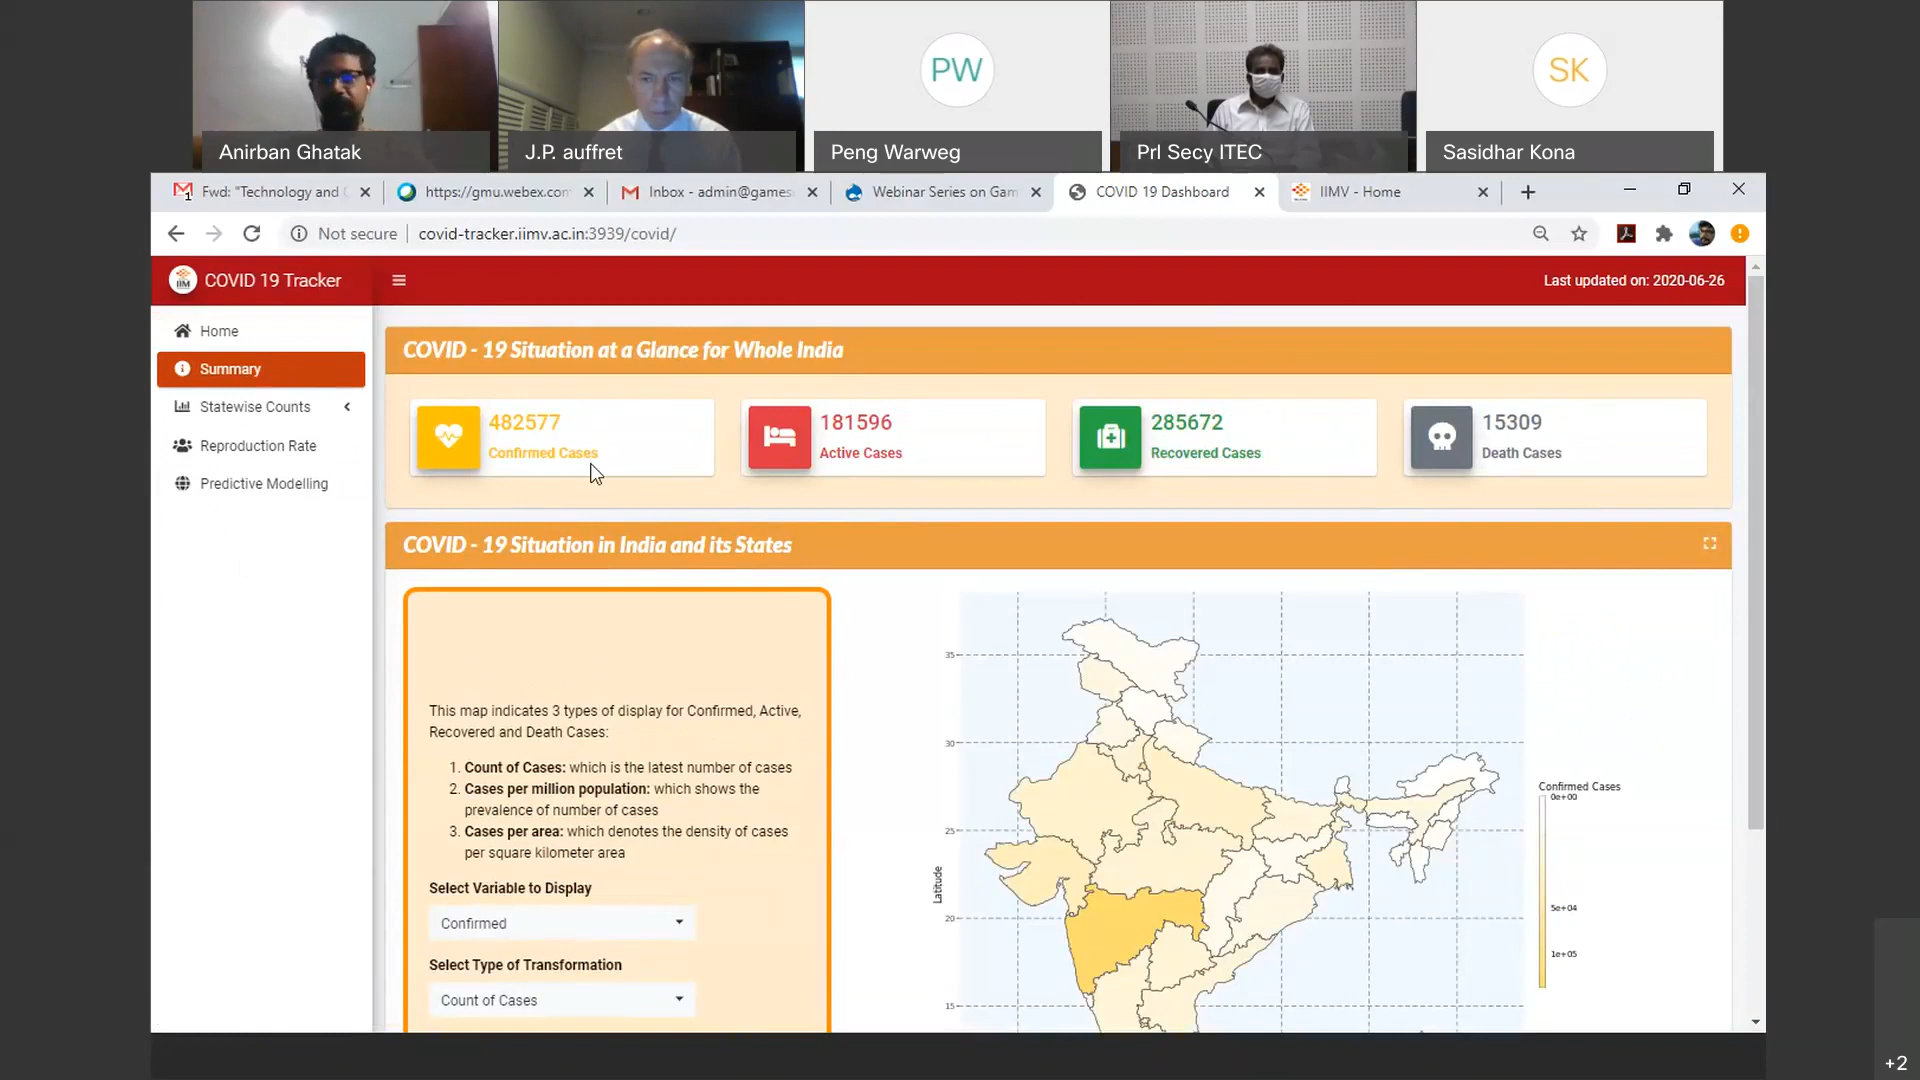 PW
SK
Anirban Ghatak
J.P. auffret
Peng Warweg
Prl Secy ITEC
Sasidhar Kona
Fwd: "Technology and
https://gmu.webex.com
Inbox - admin@games
Webinar Series on Gam
COVID 19 Dashboard
IIMV - Home
Not secure
covid-tracker.iimv.ac.in:3939/covid/
IIM
COVID 19 Tracker
Last updated on: 2020-06-26
Home
Summary
Statewise Counts
Reproduction Rate
Predictive Modelling
COVID - 19 Situation at a Glance for Whole India
482577
Confirmed Cases
181596
Active Cases
285672
Recovered Cases
15309
Death Cases
COVID - 19 Situation in India and its States
This map indicates 3 types of display for Confirmed, Active,
Recovered and Death Cases:
1. Count of Cases: which is the latest number of cases
2. Cases per million population: which shows the
prevalence of number of cases
3. Cases per area: which denotes the density of cases
per square kilometer area
Select Variable to Display
Confirmed
Select Type of Transformation
Count of Cases
35
30
25
20
15
Latitude
Confirmed Cases
0e+00
5e+04
1e+05
+2